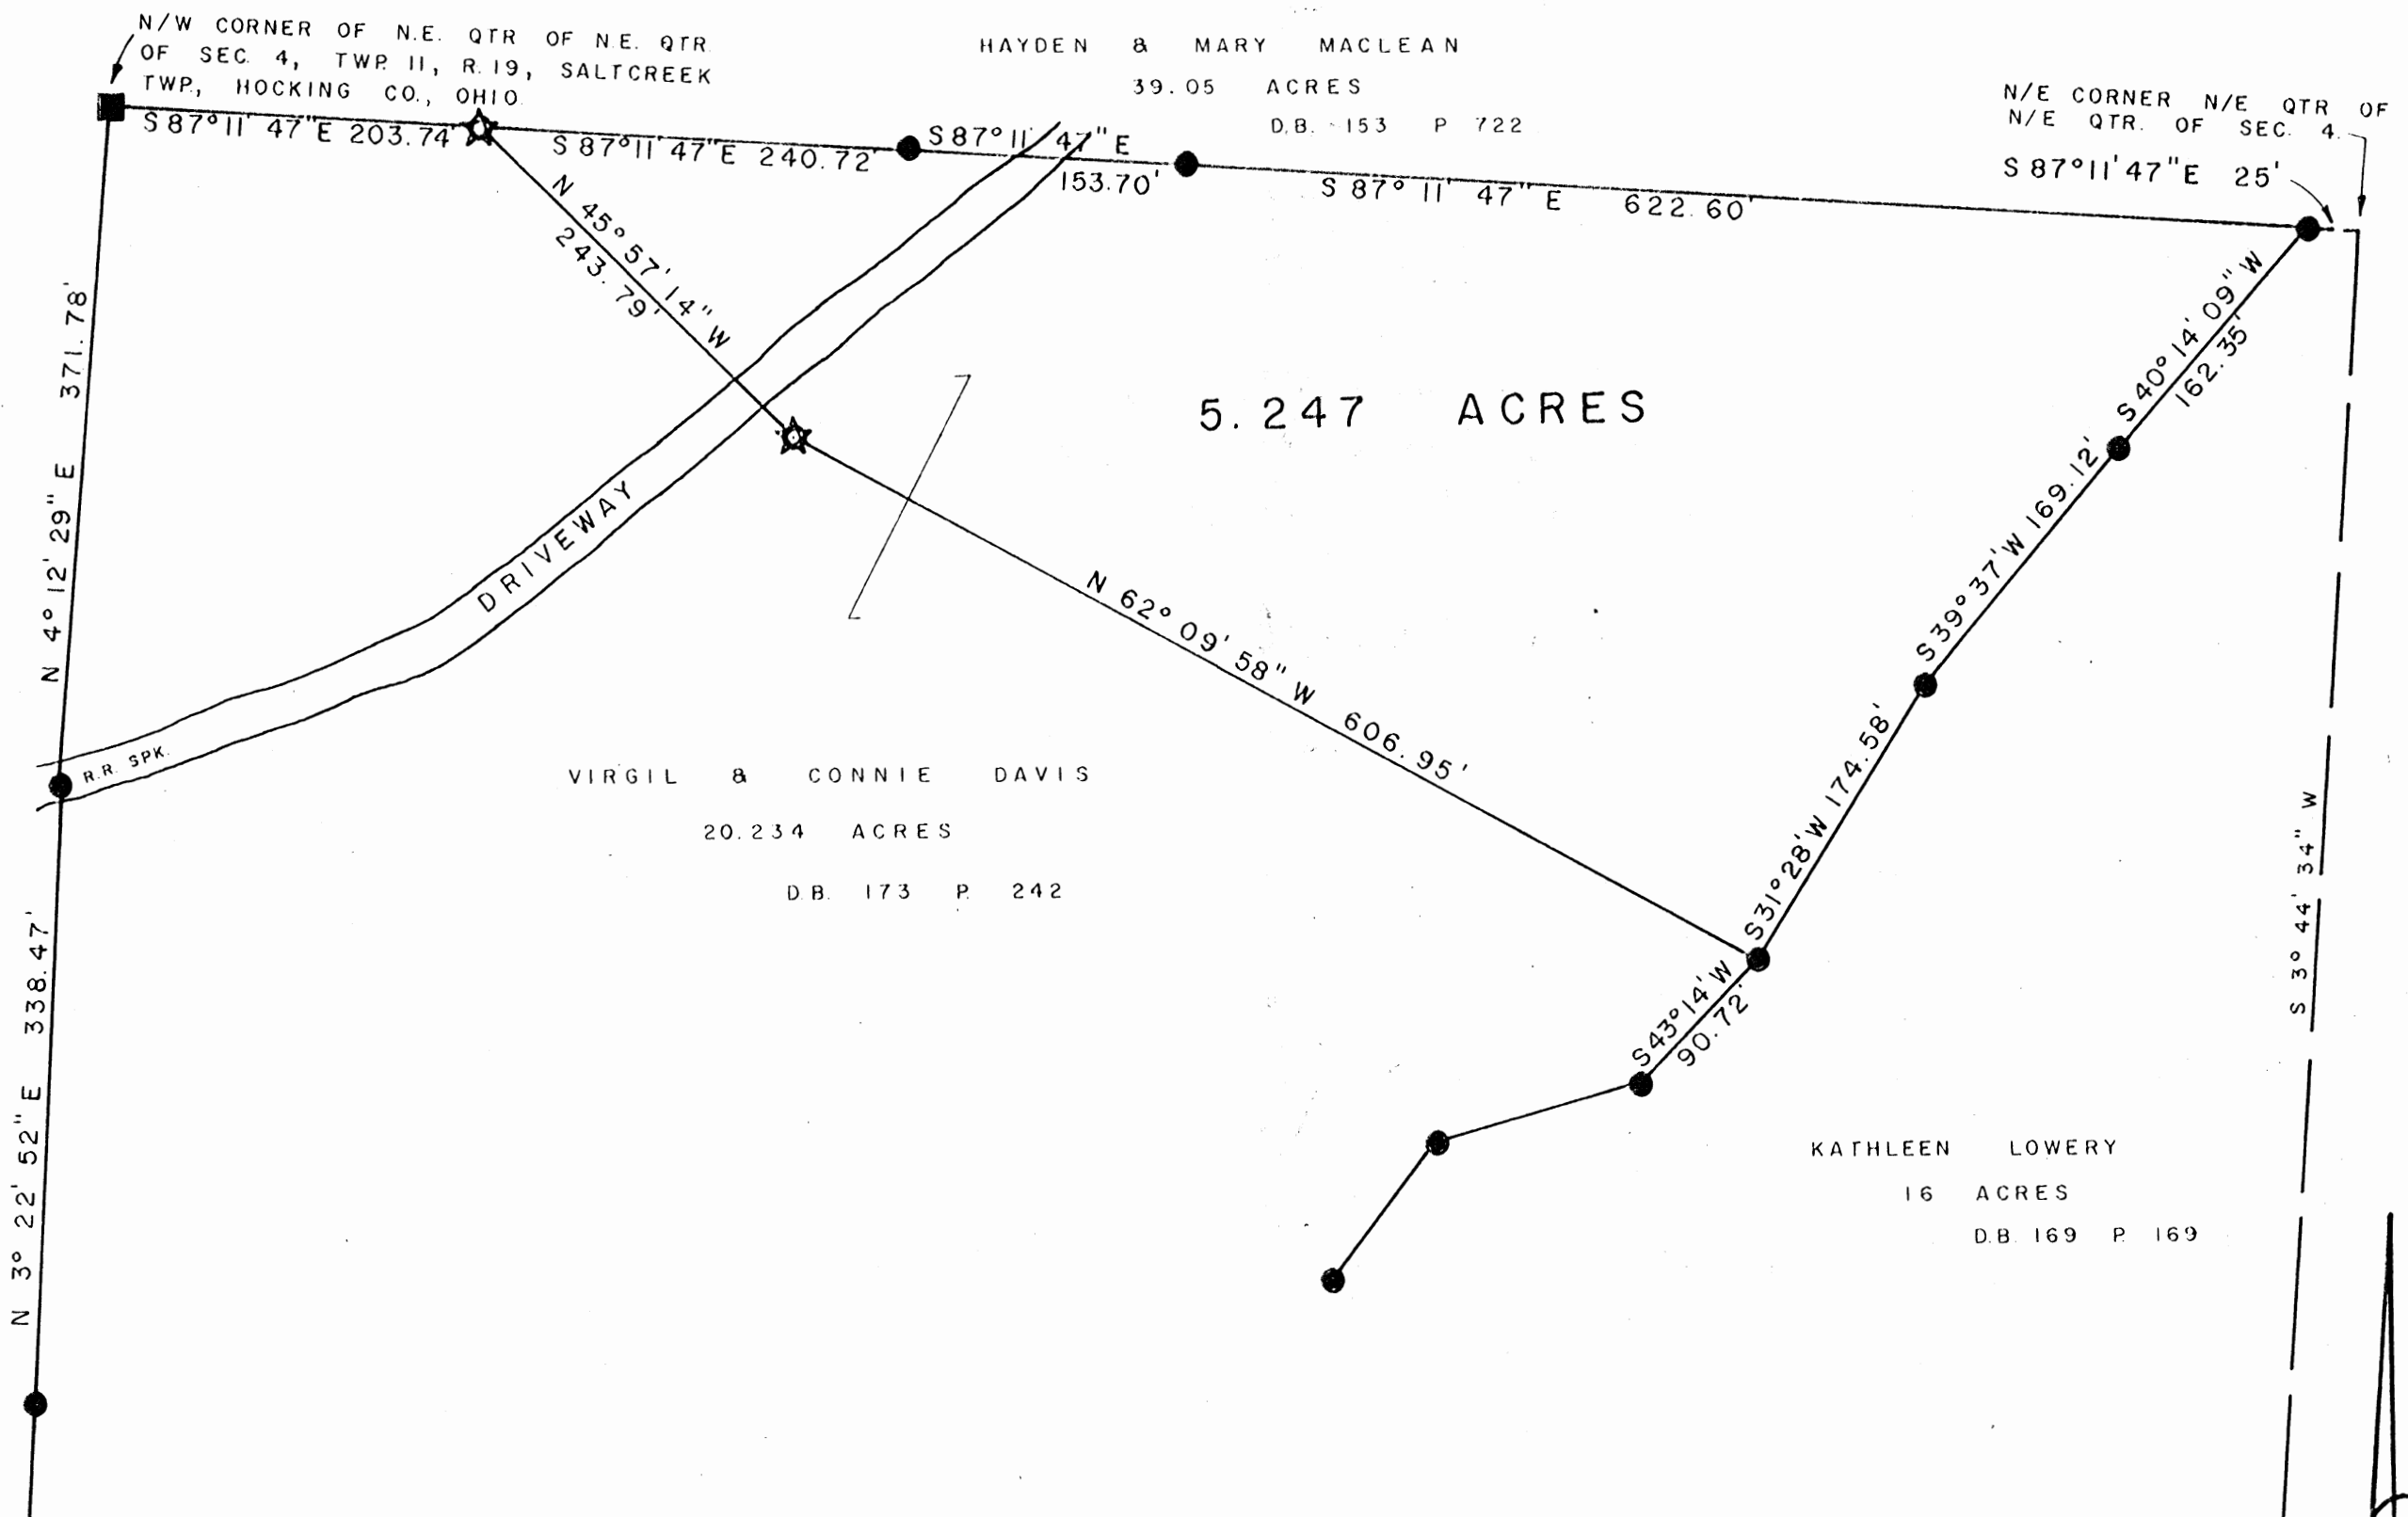 N/W CORNER OF N.E. QTR OF N.E. QTR.
OF SEC. 4, TWP. 11, R. 19, SALTCREEK
TWP., HOCKING CO., OHIO.
HAYDEN & MARY MACLEAN
39.05 ACRES
D.B. 153 P 722
N/E CORNER N/E QTR OF
N/E QTR. OF SEC. 4.
S 87°11'47"E 25'
S 87°11'47"E 203.74'
S 87°11'47"E 240.72'
S 87°11'47"E
153.70'
S 87°11'47"E 622.60'
N 45°57'14"W
243.79'
S 40°14'09"W
162.35'
N 4°12'29"E 371.78'
5.247 ACRES
S 39°37'W 169.12'
DRIVEWAY
N 62°09'58"W 606.95'
S 31°28'W 174.58'
R.R. SPK.
VIRGIL & CONNIE DAVIS
20.234 ACRES
D.B. 173 P. 242
S 3°44'34"W
S 43°14'W
90.72'
N 3°22'52"E 338.47'
KATHLEEN LOWERY
16 ACRES
D.B. 169 P. 169